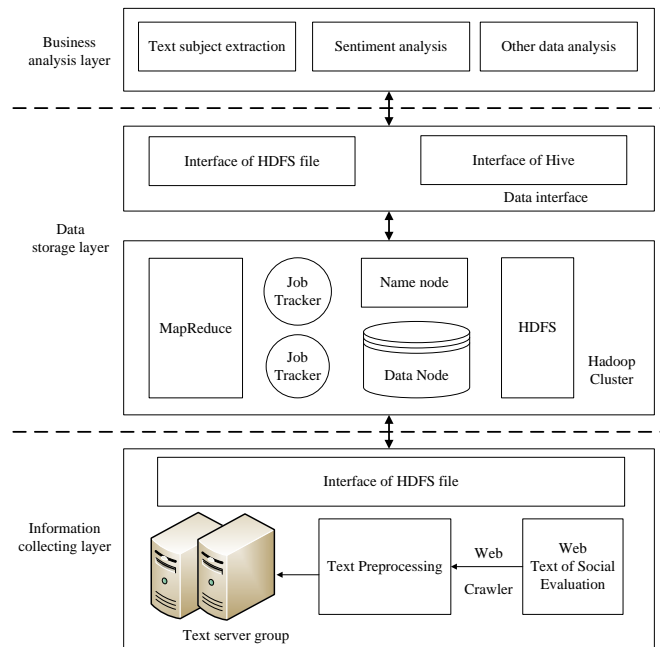 Business
analysis layer
Text subject extraction
Sentiment analysis
Other data analysis
Data
storage layer
Interface of HDFS file
Interface of Hive
Data interface
MapReduce
Job
Tracker
Job
Tracker
Name node
Data Node
HDFS
Hadoop
Cluster
Information
collecting layer
Interface of HDFS file
Text server group
Text Preprocessing
Web
Crawler
Web
Text of Social
Evaluation